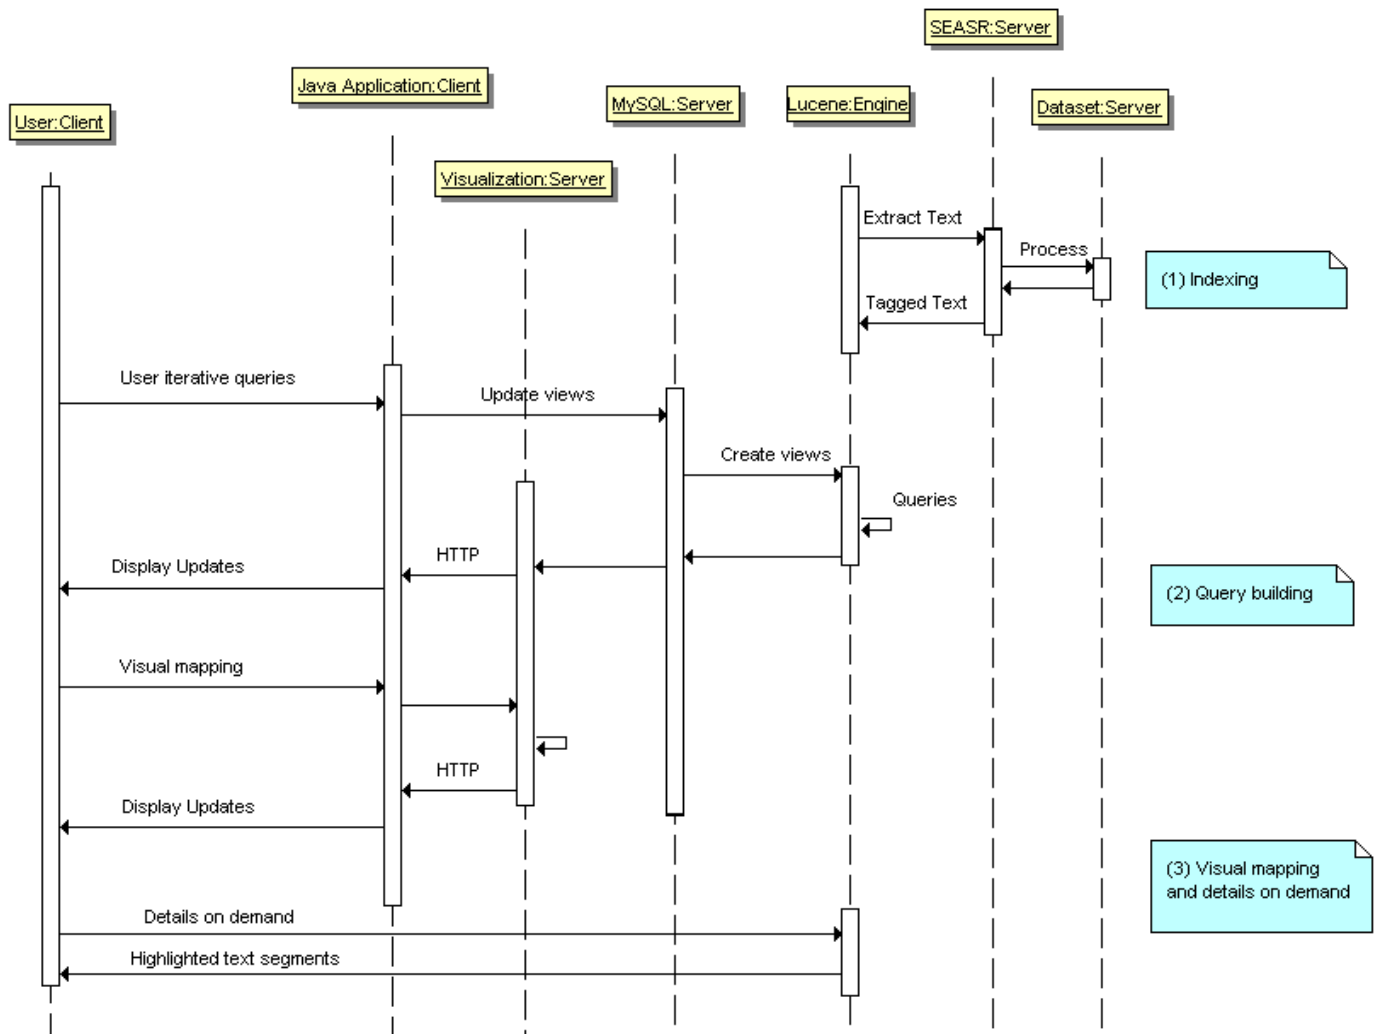 SEASR:Server
Java Application:Client
MySQL:Server
Lucene:Engine
Dataset:Server
User:Client
Visualization:Server
Extract Text
Process
(1) Indexing
Tagged Text
User iterative queries
Update views
Create views
Queries
HTTP
Display Updates
(2) Query building
Visual mapping
HTTP
Display Updates
(3) Visual mapping
and details on demand
Details on demand
Highlighted text segments